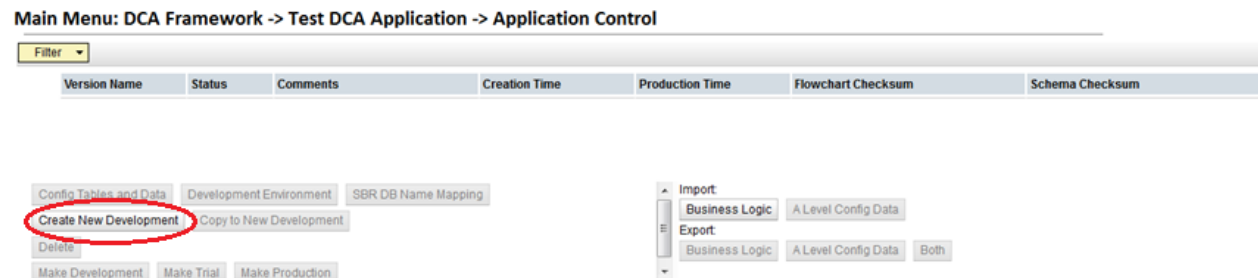 Main Menu: DCA Framework -> Test DCA Application -> Application Control
Filter
Version Name Status Comments Creation Time Production Time Flowchart Checksum Schema Checksum
Config Tables and Data Development Environment SBR DB Name Mapping
Create New Development Copy to New Development
Delete
Make Development Make Trial Make Production
Import:
Business Logic A Level Config Data
Export:
Business Logic A Level Config Data Both